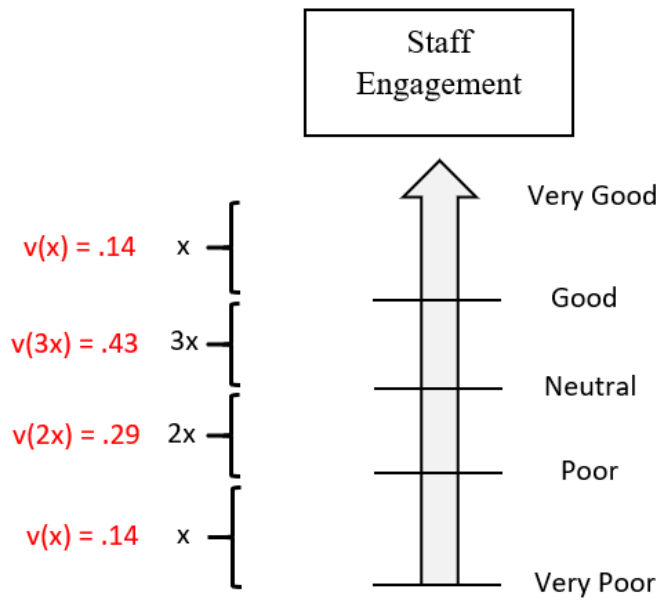 Staff
Engagement
Very Good
v(x) = .14 x
Good
v(3x) = .43 3x
Neutral
v(2x) = .29 2x
Poor
v(x) = .14 x
Very Poor